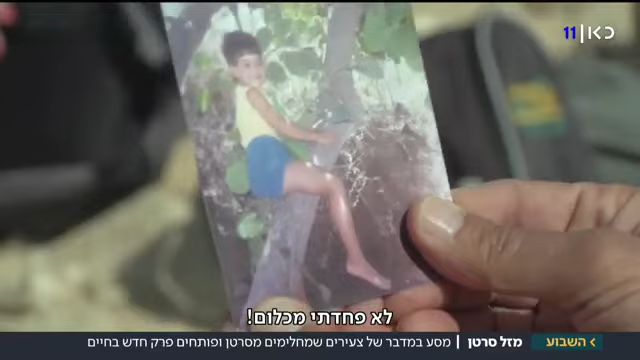 כאן|11
לא פחדתי מכלום!
השבוע > מזל סרטן | מסע במדבר של צעירים שמחלימים מסרטן ופותחים פרק חדש בחיים